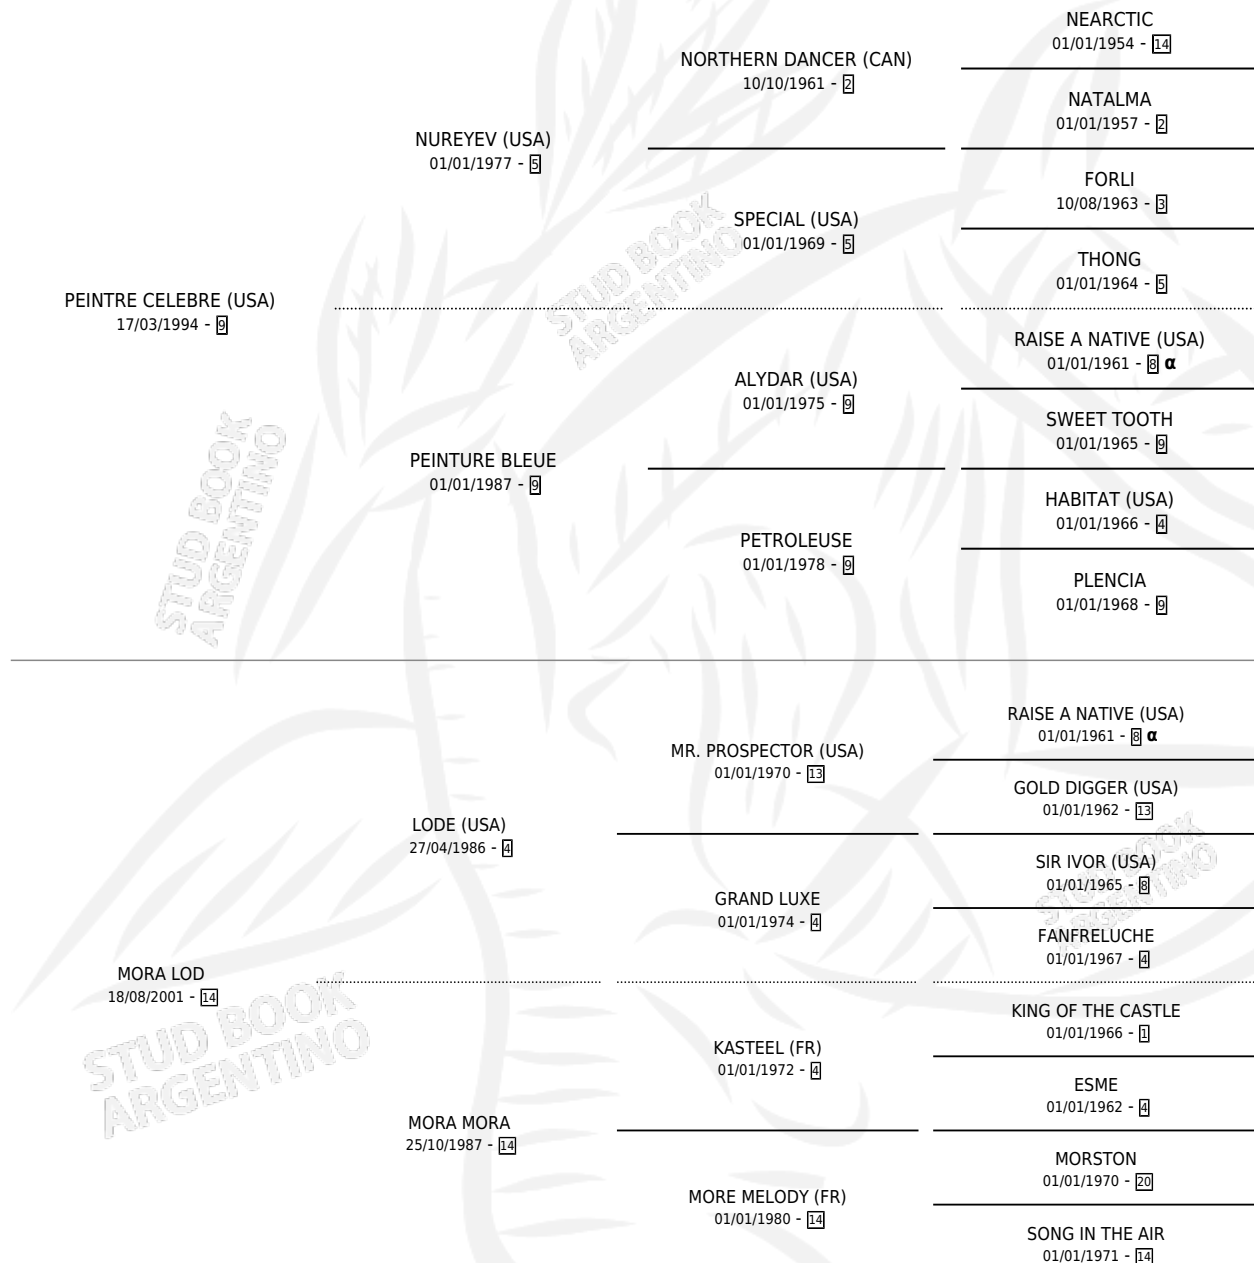 NEARCTIC
01/01/1954 - 14
NORTHERN DANCER (CAN)
10/10/1961 - 2
NATALMA
01/01/1957 - 2
NUREYEV (USA)
01/01/1977 - 5
FORLI
10/08/1963 - 3
SPECIAL (USA)
01/01/1969 - 5
THONG
01/01/1964 - 5
PEINTRE CELEBRE (USA)
17/03/1994 - 9
RAISE A NATIVE (USA)
01/01/1961 - 8 α
ALYDAR (USA)
01/01/1975 - 9
SWEET TOOTH
01/01/1965 - 9
PEINTURE BLEUE
01/01/1987 - 9
HABITAT (USA)
01/01/1966 - 4
PETROLEUSE
01/01/1978 - 9
PLENCIA
01/01/1968 - 9
RAISE A NATIVE (USA)
01/01/1961 - 8 α
MR. PROSPECTOR (USA)
01/01/1970 - 13
GOLD DIGGER (USA)
01/01/1962 - 13
LODE (USA)
27/04/1986 - 4
SIR IVOR (USA)
01/01/1965 - 8
GRAND LUXE
01/01/1974 - 4
FANFRELUCHE
01/01/1967 - 4
MORA LOD
18/08/2001 - 14
KING OF THE CASTLE
01/01/1966 - 1
KASTEEL (FR)
01/01/1972 - 4
ESME
01/01/1962 - 4
MORA MORA
25/10/1987 - 14
MORSTON
01/01/1970 - 20
MORE MELODY (FR)
01/01/1980 - 14
SONG IN THE AIR
01/01/1971 - 14
STUD BOOK
ARGENTINO
STUD BOOK
ARGENTINO
STUD BOOK
ARGENTINO
STUD BOOK
ARGENTINO